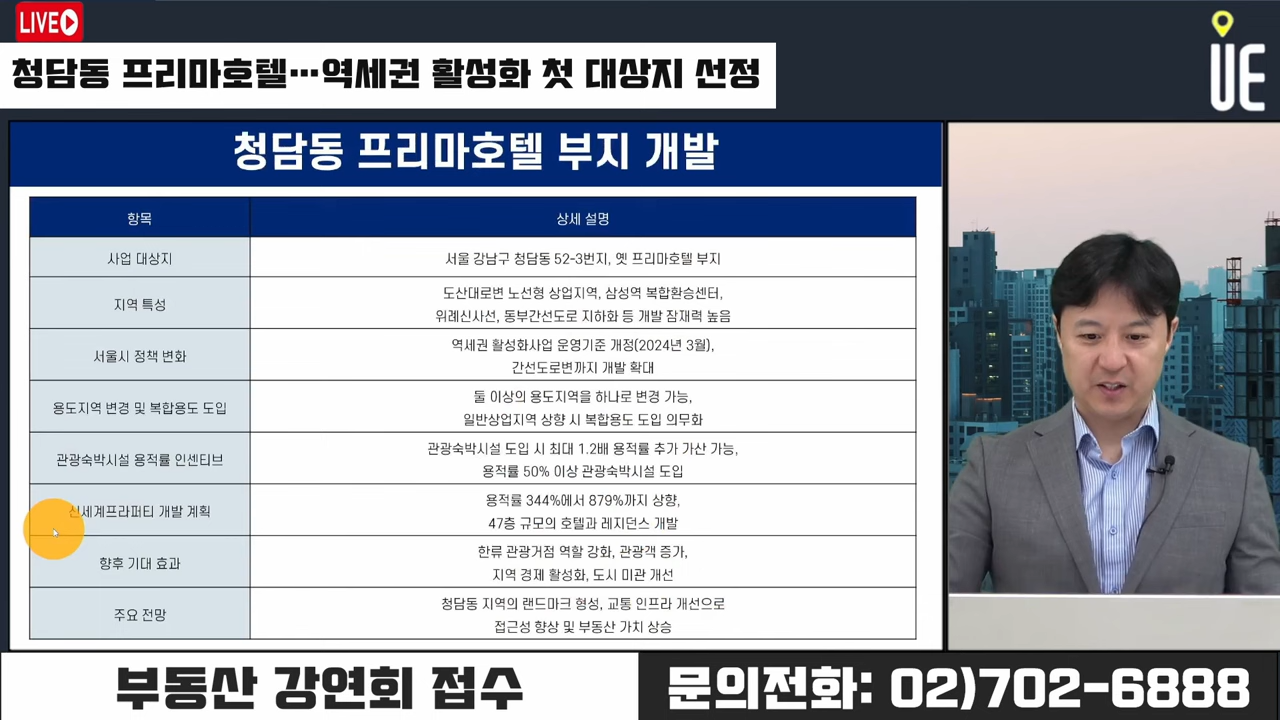 LIVE
청담동 프리마호텔…역세권 활성화 첫 대상지 선정
UE
청담동 프리마호텔 부지 개발
항목
상세 설명
사업 대상지
서울 강남구 청담동 52-3번지, 옛 프리마호텔 부지
지역 특성
도산대로변 노선형 상업지역, 삼성역 복합환승센터,
위례신사선, 동부간선도로 지하화 등 개발 잠재력 높음
서울시 정책 변화
역세권 활성화사업 운영기준 개정(2024년 3월),
간선도로변까지 개발 확대
용도지역 변경 및 복합용도 도입
둘 이상의 용도지역을 하나로 변경 가능,
일반상업지역 상향 시 복합용도 도입 의무화
관광숙박시설 용적률 인센티브
관광숙박시설 도입 시 최대 1.2배 용적률 추가 가산 가능,
용적률 50% 이상 관광숙박시설 도입
신세계프라퍼티 개발 계획
용적률 344%에서 879%까지 상향,
47층 규모의 호텔과 레지던스 개발
향후 기대 효과
한류 관광거점 역할 강화, 관광객 증가,
지역 경제 활성화, 도시 미관 개선
주요 전망
청담동 지역의 랜드마크 형성, 교통 인프라 개선으로
접근성 향상 및 부동산 가치 상승
부동산 강연회 접수
문의전화: 02)702-6888